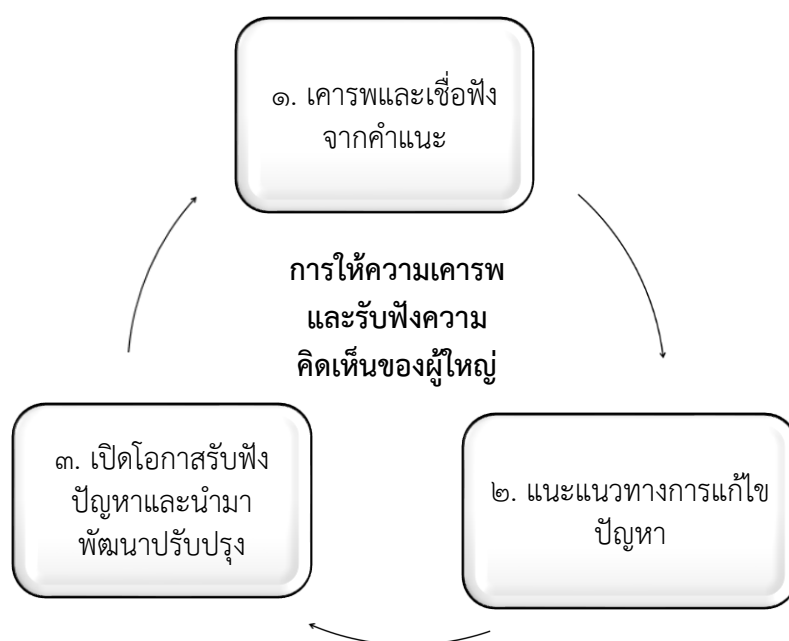 ๑. เคารพและเชื่อฟัง
จากคำแนะ
การให้ความเคารพ
และรับฟังความ
คิดเห็นของผู้ใหญ่
๒. แนะแนวทางการแก้ไข
ปัญหา
๓. เปิดโอกาสรับฟัง
ปัญหาและนำมา
พัฒนาปรับปรุง